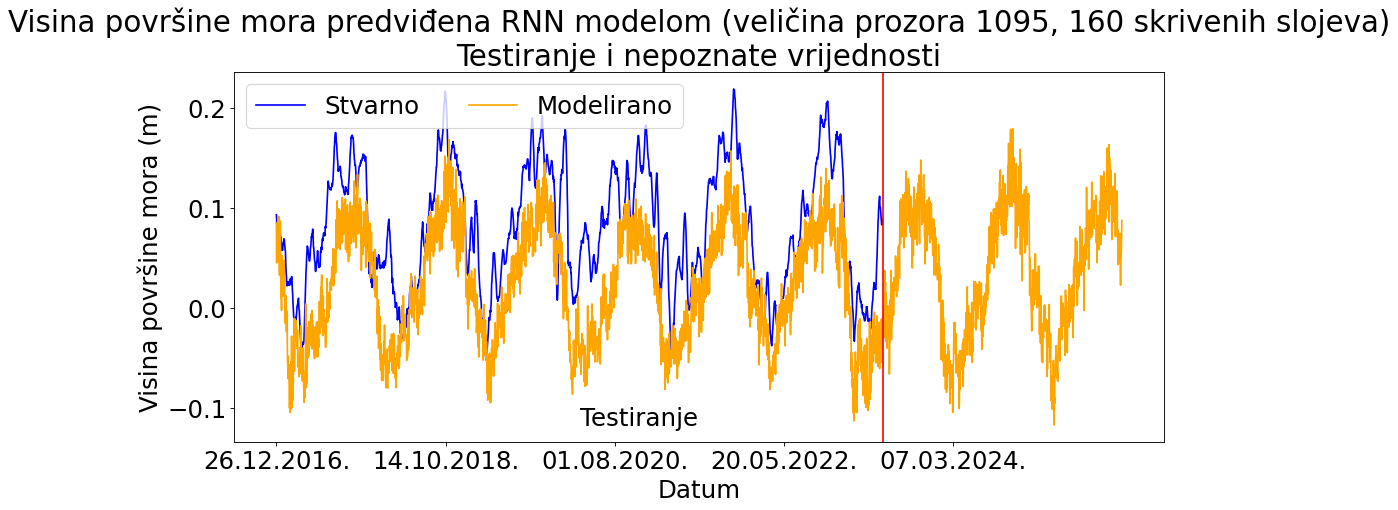 Visina površine mora predviđena RNN modelom (veličina prozora 1095, 160 skrivenih slojeva)
Testiranje i nepoznate vrijednosti
Stvarno
Modelirano
Visina površine mora (m)
0.2
0.1
0.0
−0.1
Testiranje
26.12.2016.
14.10.2018.
01.08.2020.
20.05.2022.
07.03.2024.
Datum